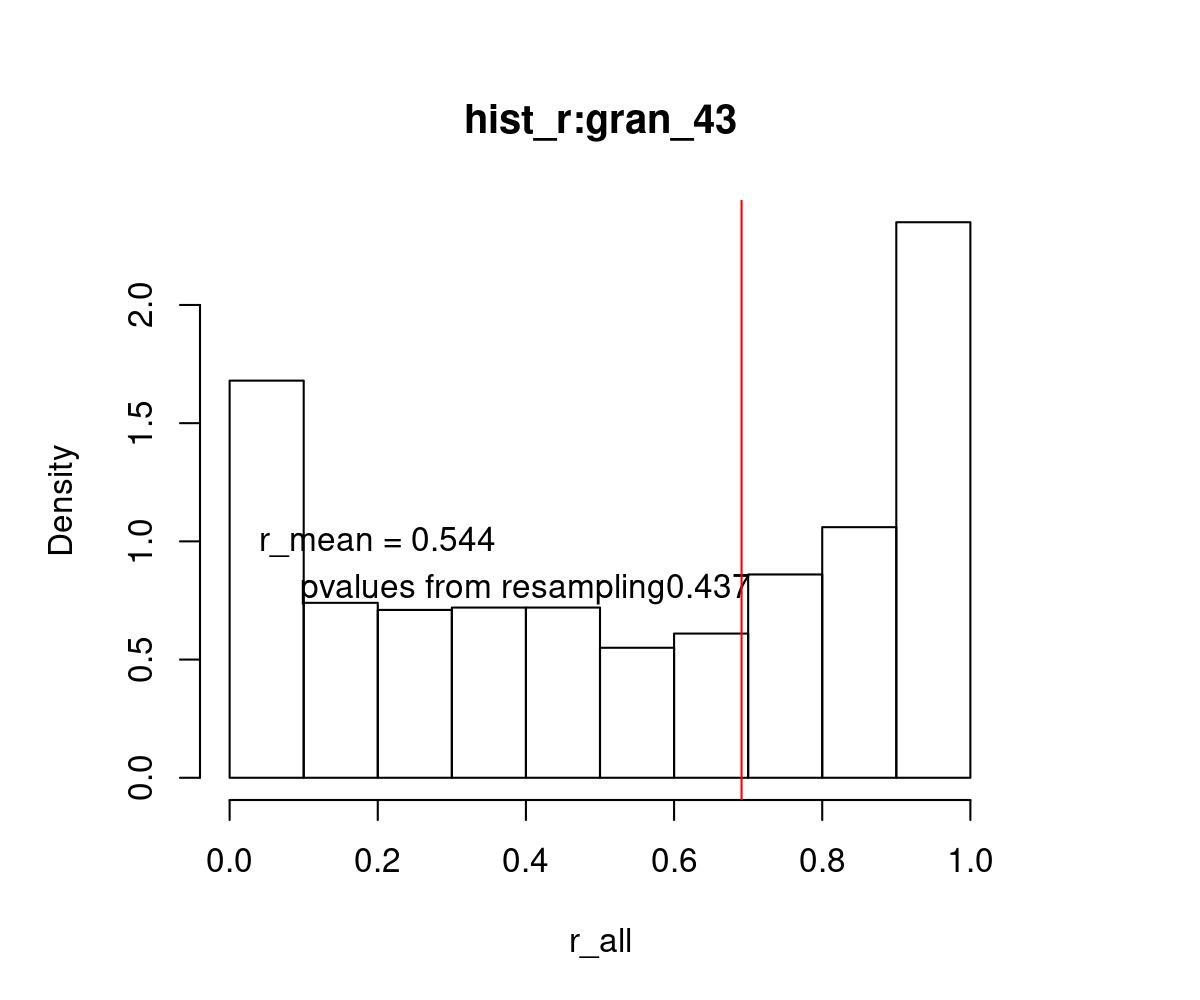 hist_r:gran_43
Density
2.0
1.5
1.0
0.5
0.0
r_mean = 0.544
pvalues from resampling0.437
0.0 0.2 0.4 0.6 0.8 1.0
r_all